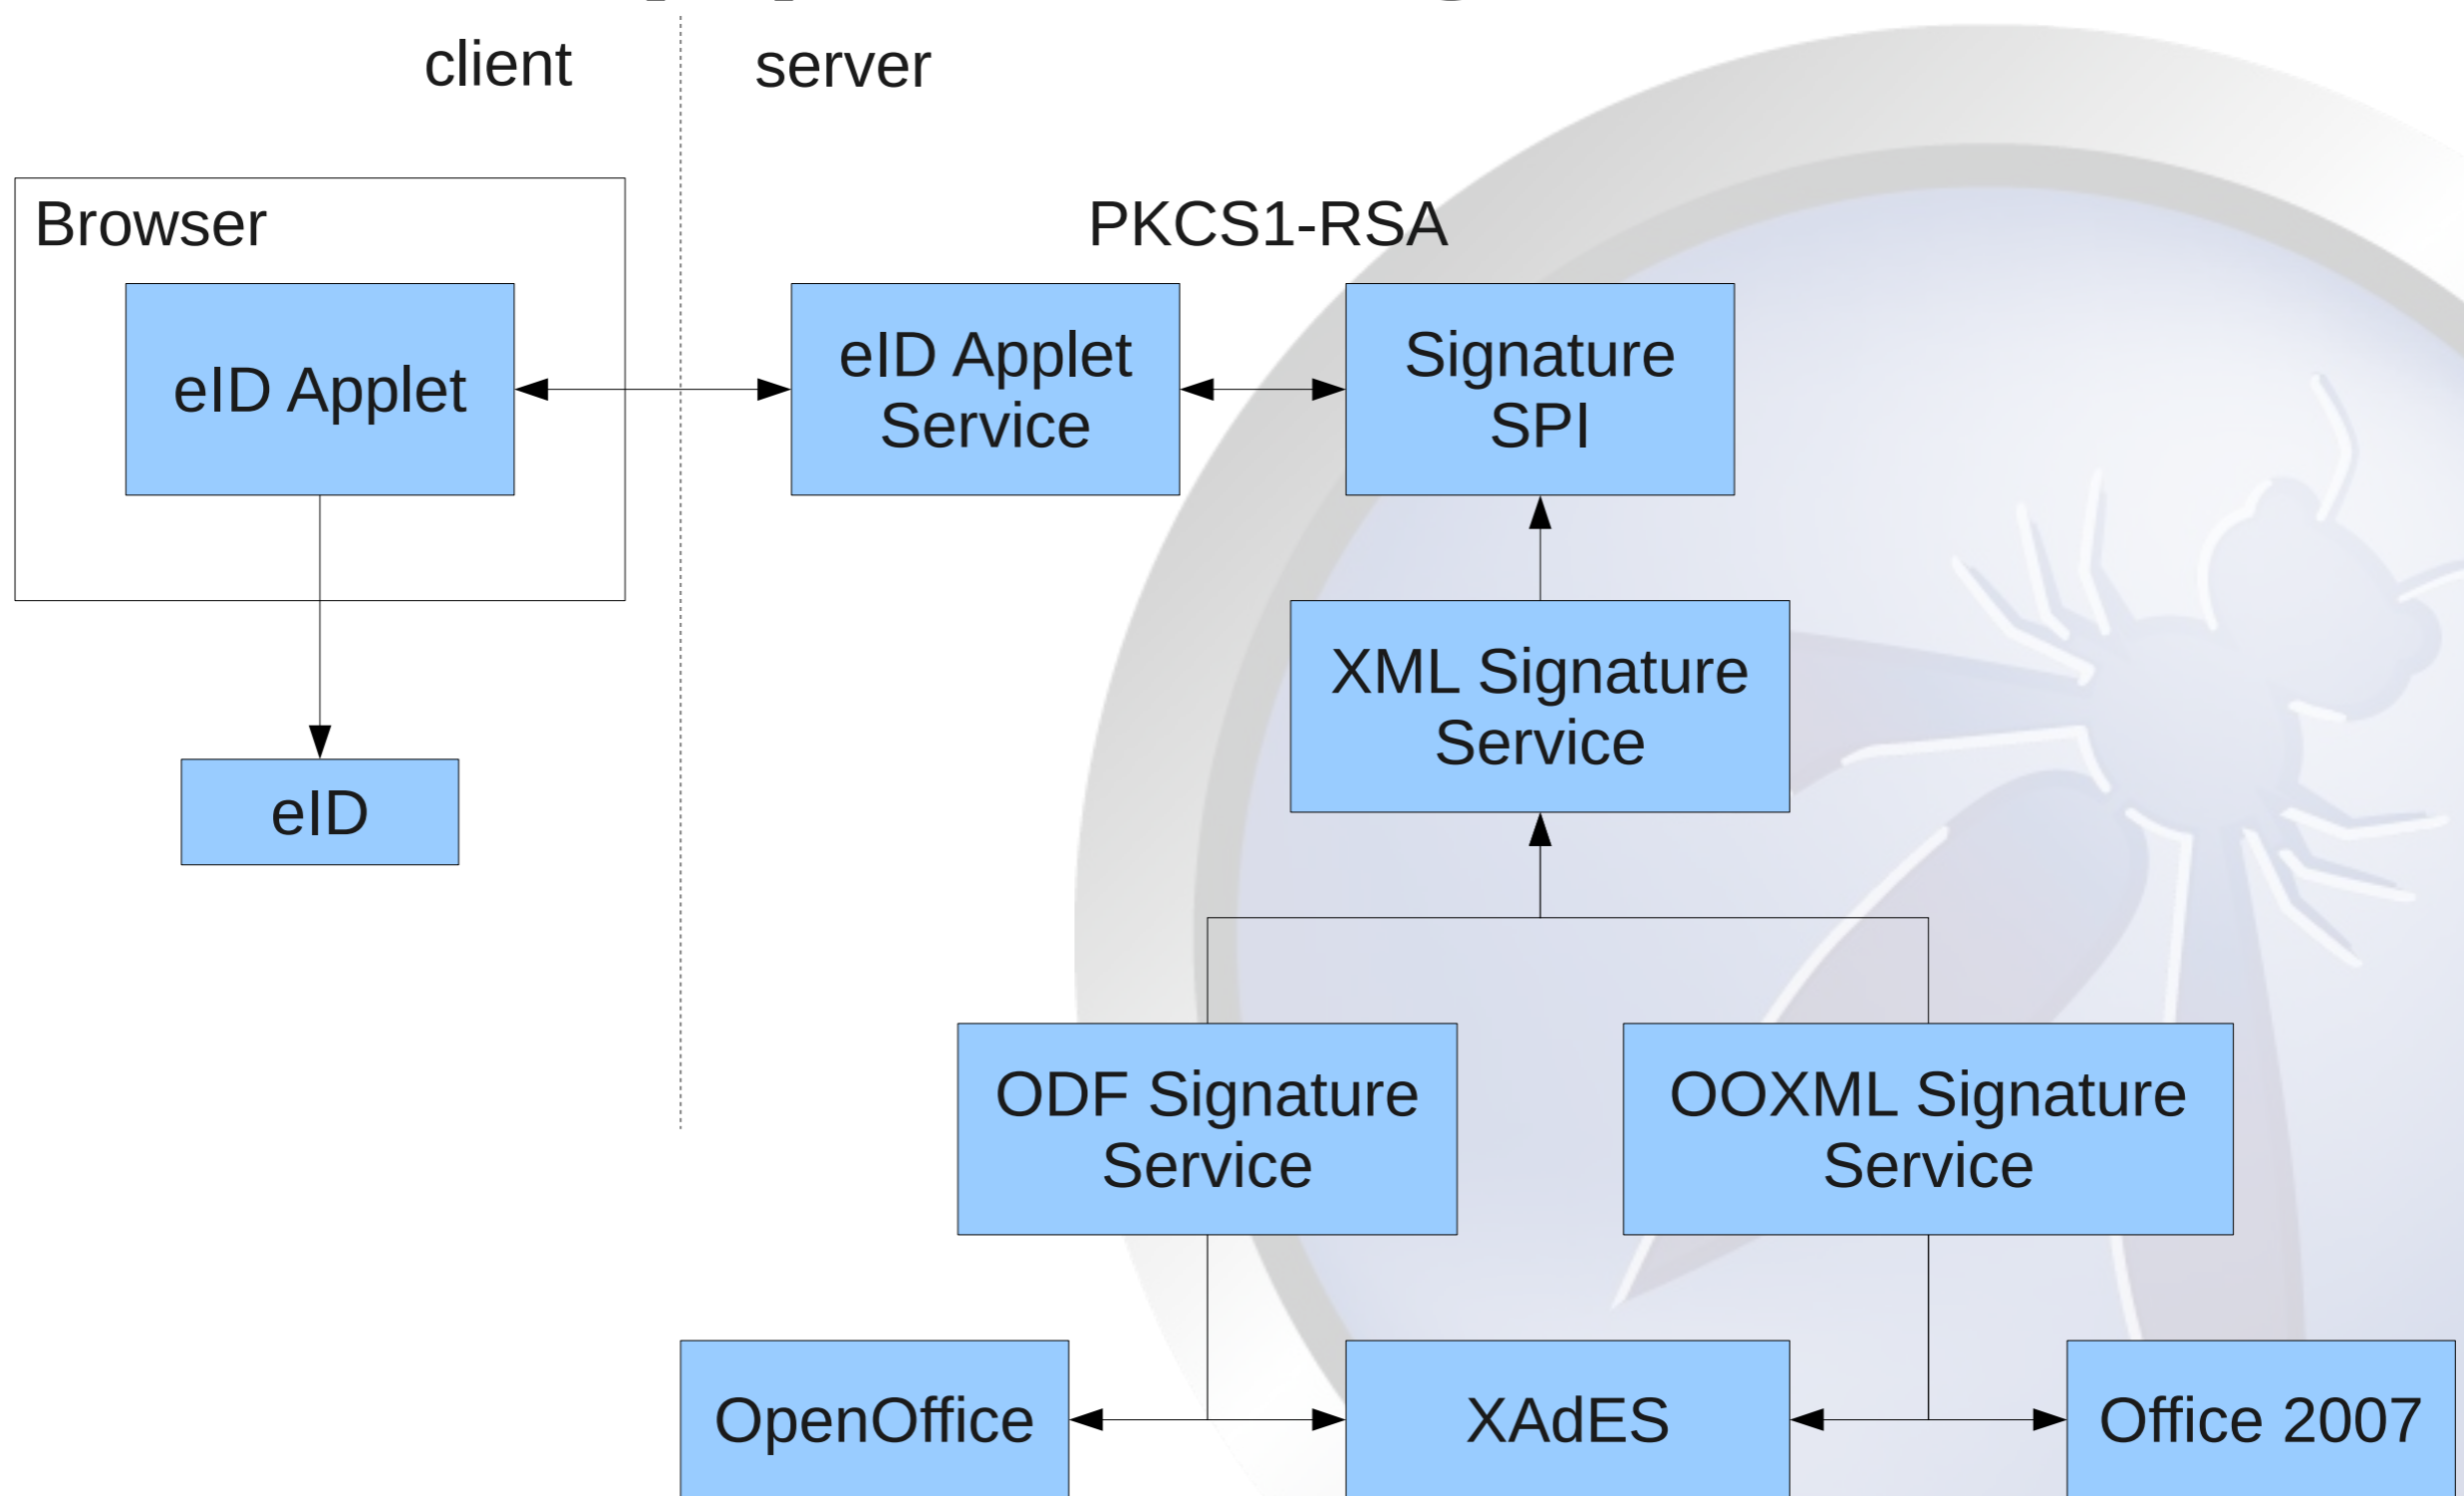 client
server
Browser
PKCS1-RSA
eID Applet
eID Applet
Service
Signature
SPI
XML Signature
Service
eID
ODF Signature
Service
OOXML Signature
Service
OpenOffice
XAdES
Office 2007